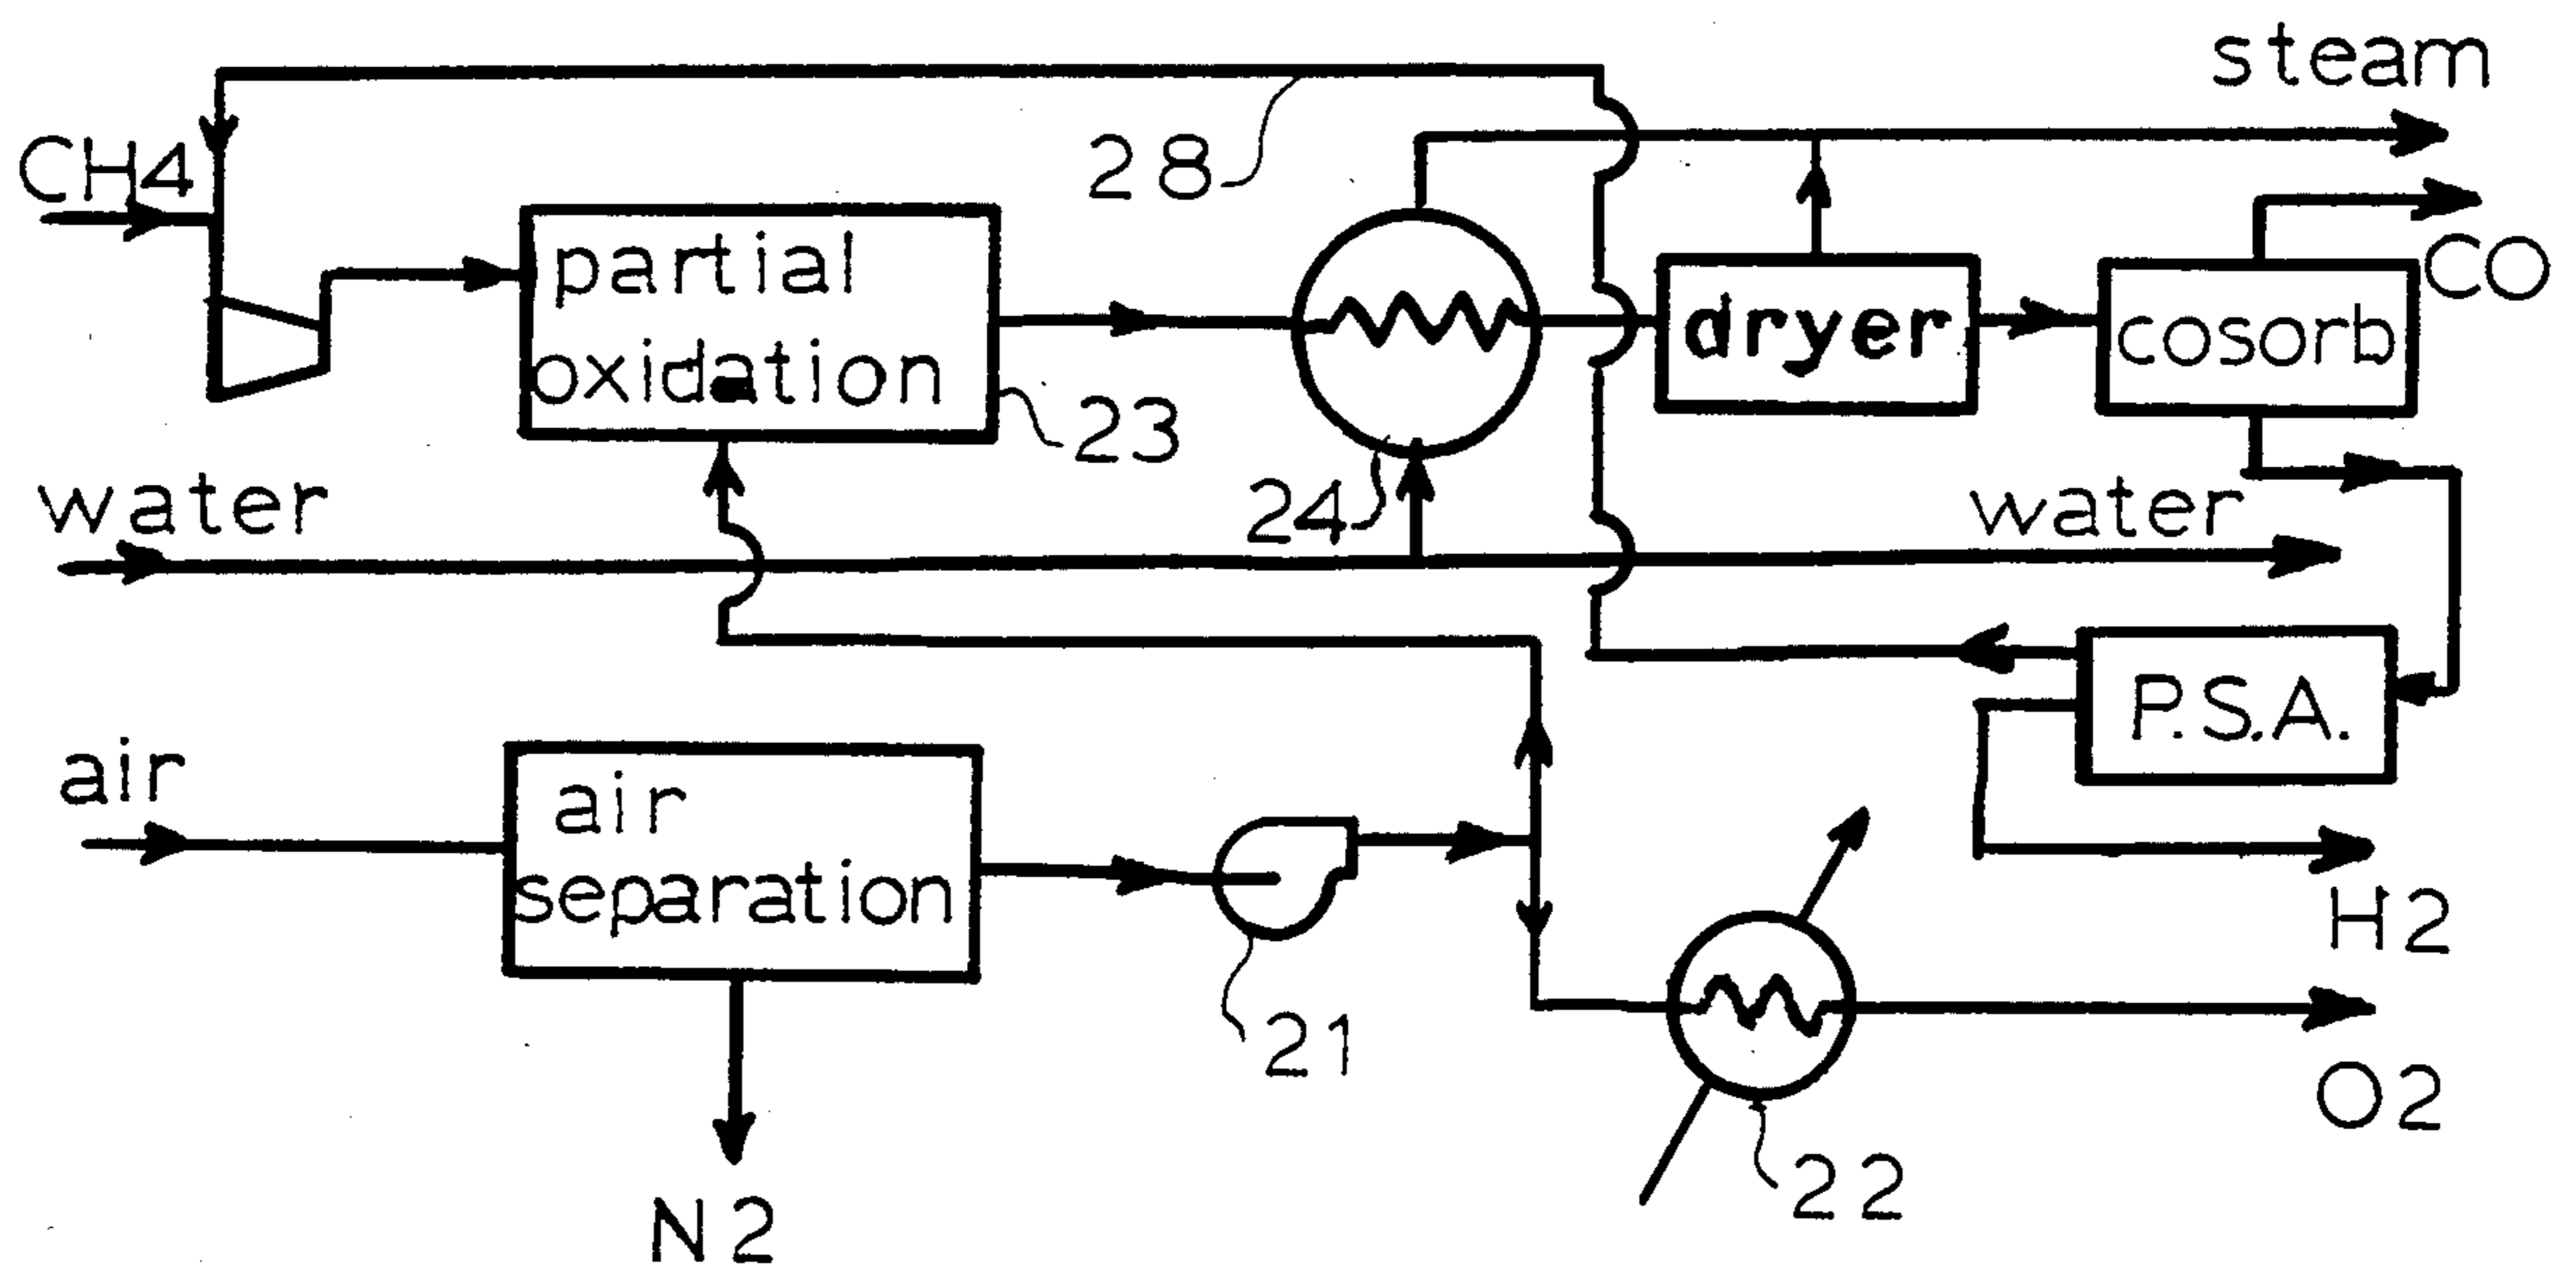 steam
CH4
28
CO
partial
oxidation
dryer
cosorb
23
24
water
water
P.S.A.
air
air
separation
H2
21
O2
22
N2